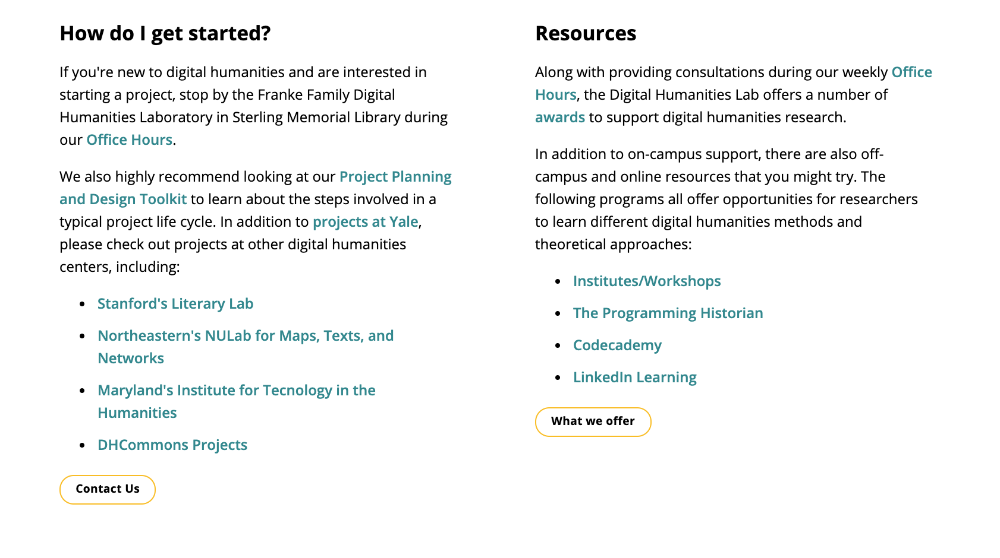 How do I get started?
If you're new to digital humanities and are interested in
starting a project, stop by the Franke Family Digital
Humanities Laboratory in Sterling Memorial Library during
our Office Hours.
We also highly recommend looking at our Project Planning
and Design Toolkit to learn about the steps involved in a
typical project life cycle. In addition to projects at Yale,
please check out projects at other digital humanities
centers, including:
• Stanford's Literary Lab
• Northeastern's NULab for Maps, Texts, and
Networks
• Maryland's Institute for Tecnology in the
Humanities
• DHCommons Projects
Contact Us
Resources
Along with providing consultations during our weekly Office
Hours, the Digital Humanities Lab offers a number of
awards to support digital humanities research.
In addition to on-campus support, there are also off-
campus and online resources that you might try. The
following programs all offer opportunities for researchers
to learn different digital humanities methods and
theoretical approaches:
• Institutes/Workshops
• The Programming Historian
• Codecademy
• LinkedIn Learning
What we offer